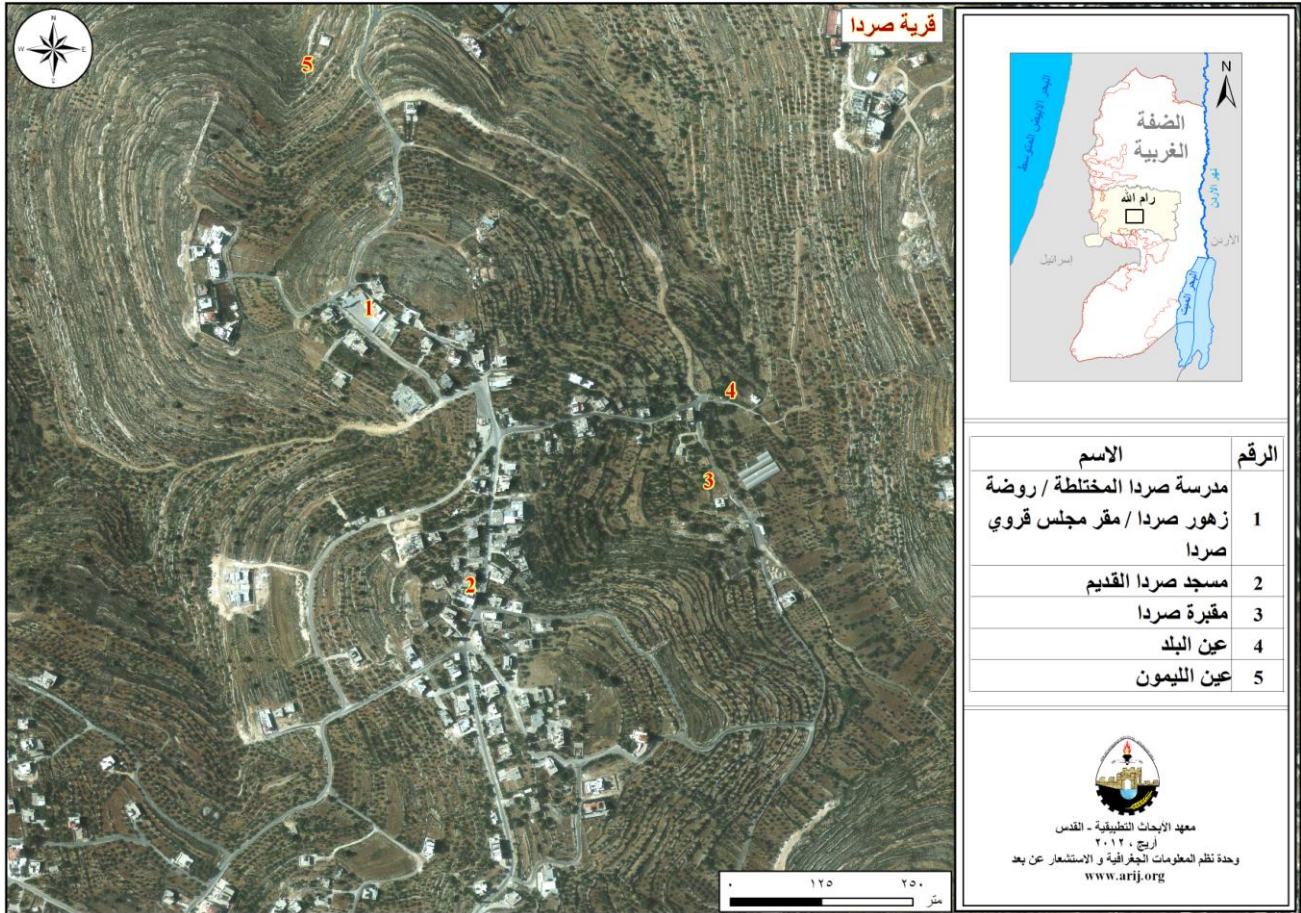 قرية صردا
N
W
E
S
5
1
4
3
2
٠ ١٢٥ ٢٥٠
متر
N
البحر الابيض المتوسط
الضفة
الغربية
نهر الاردن
رام الله
الأردن
إسرائيل
البحر الميت
الرقم الاسم
1 مدرسة صردا المختلطة / روضة
زهور صردا / مقر مجلس قروي
صردا
2 مسجد صردا القديم
3 مقبرة صردا
4 عين البلد
5 عين الليمون
معهد الأبحاث التطبيقية - القدس
أريج ، ٢٠١٢
وحدة نظم المعلومات الجغرافية و الاستشعار عن بعد
www.arij.org